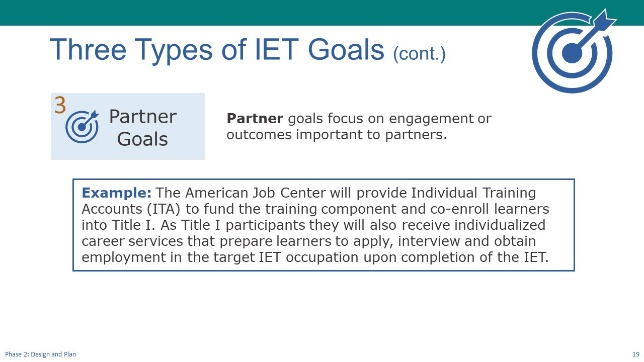 Three Types of IET Goals (cont.)
3
Partner
Goals
Partner goals focus on engagement or
outcomes important to partners.
Example: The American Job Center will provide Individual Training
Accounts (ITA) to fund the training component and co-enroll learners
into Title I. As Title I participants they will also receive individualized
career services that prepare learners to apply, interview and obtain
employment in the target IET occupation upon completion of the IET.
Phase 2: Design and Plan
19